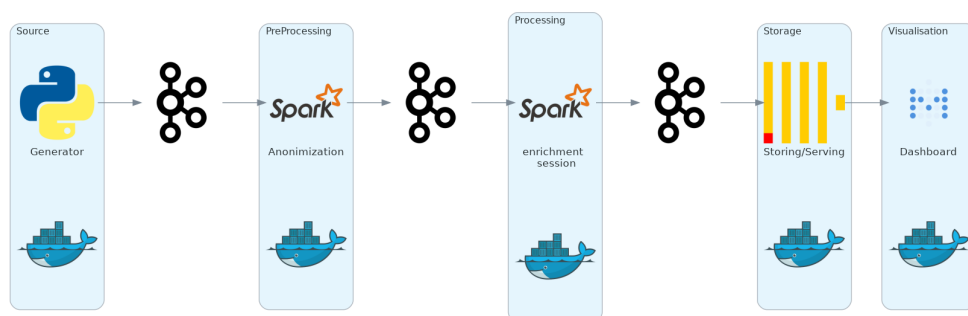 Source
Generator
PreProcessing
Spark
Anonimization
Processing
Spark
enrichment
session
Storage
Storing/Serving
Visualisation
Dashboard